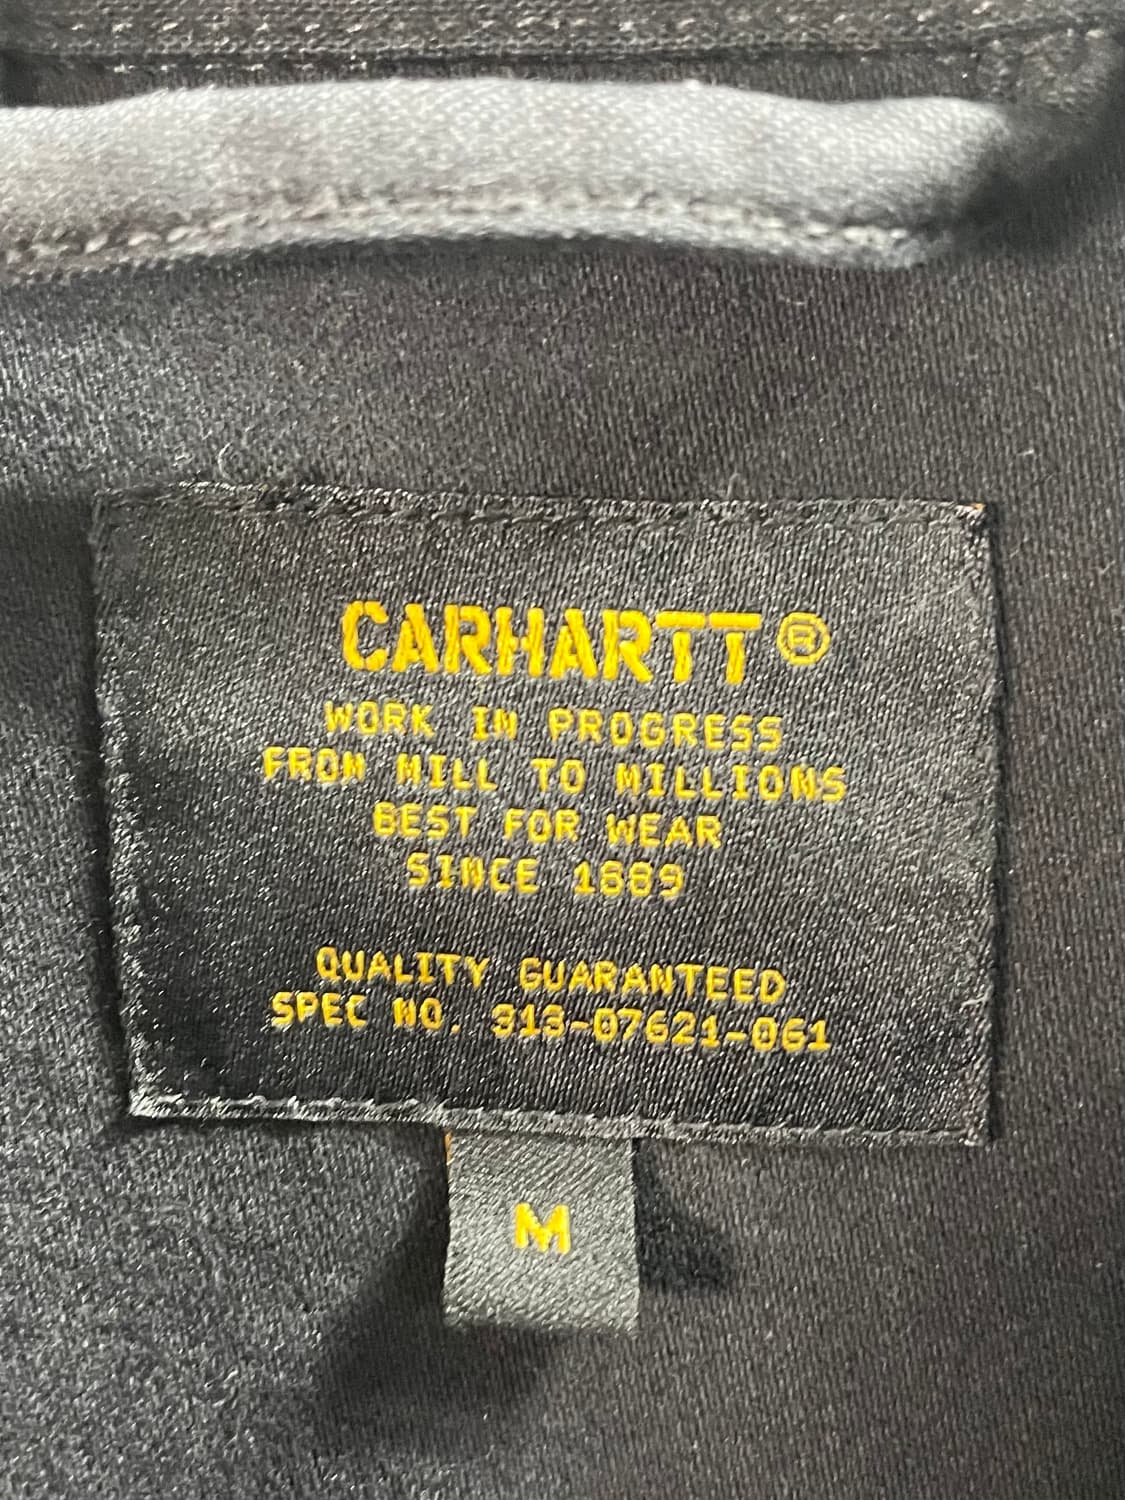 CARHARTT®
WORK IN PROGRESS
FROM MILL TO MILLIONS
BEST FOR WEAR
SINCE 1889
QUALITY GUARANTEED
SPEC NO. 313-07621-061
M